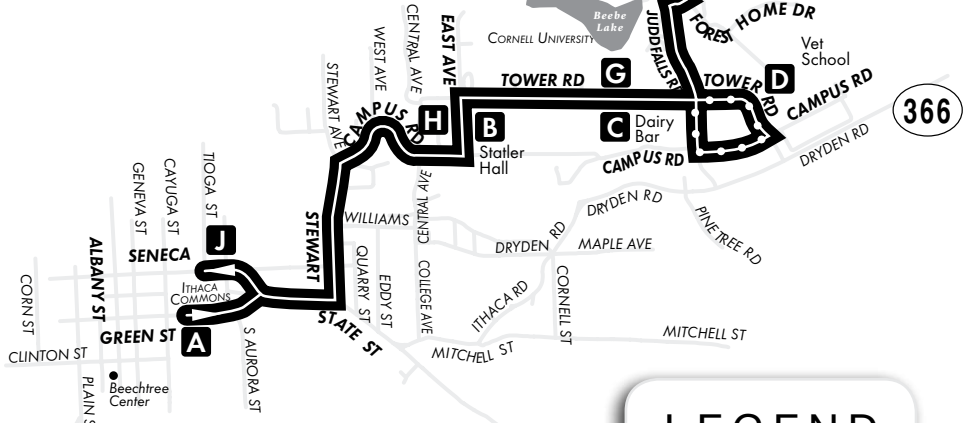 Beebe
Lake
CORNELL UNIVERSITY
CENTRAL AVE
WEST AVE
EAST AVE
STEWART AVE
JUDD FALLS RD
FOREST HOME DR
Vet
School
TOWER RD
G
TOWER RD
D
CAMPUS RD
366
DRYDEN RD
CAMPUS RD
H
B
Statler
Hall
C
Dairy
Bar
CAMPUS RD
DRYDEN RD
PINE TREE RD
CENTRAL AVE
WILLIAMS
STEWART
DRYDEN RD
MAPLE AVE
TIOGA ST
CAYUGA ST
GENEVA ST
ALBANY ST
SENECA
J
ITHACA
COMMONS
QUARRY ST
EDDY ST
COLLEGE AVE
ITHACA RD
CORNELL ST
MITCHELL ST
MITCHELL ST
CORN ST
GREEN ST
A
STATE ST
S AURORA ST
CLINTON ST
PLAIN S
Beechtree
Center
LEGEND